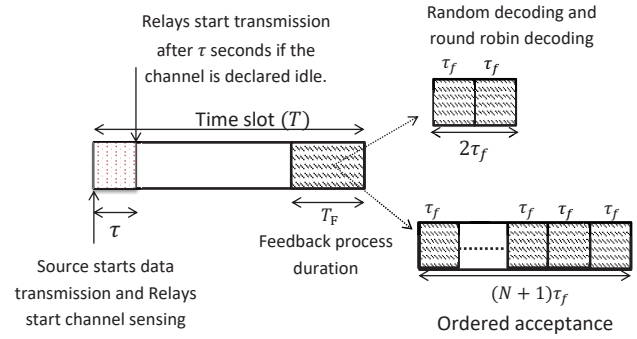 Relays start transmission
after τ seconds if the
channel is declared idle.
Random decoding and
round robin decoding
τ_f τ_f
2τ_f
Time slot (T)
τ
T_F
Feedback process
duration
Source starts data
transmission and Relays
start channel sensing
τ_f τ_f τ_f τ_f
(N + 1)τ_f
Ordered acceptance